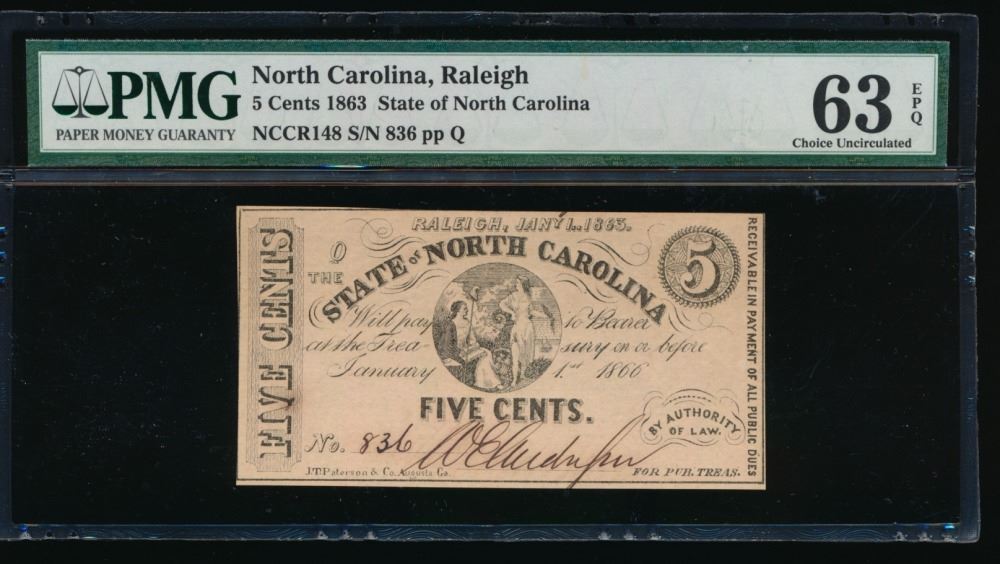 PMG
PAPER MONEY GUARANTY
North Carolina, Raleigh
5 Cents 1863 State of North Carolina
NCCR148 S/N 836 pp Q
63
EPQ
Choice Uncirculated
RALEIGH, JANY 1.. 1863.
FIVE CENTS
THE
STATE of NORTH CAROLINA
5
Will pay to Bearer
at the Treasury on or before
January 1st 1866
FIVE CENTS.
BY AUTHORITY
OF LAW.
RECEIVABLE IN PAYMENT OF ALL PUBLIC DUES
No. 836
J.T. Paterson & Co. Augusta Ga.
FOR PUB. TREAS.